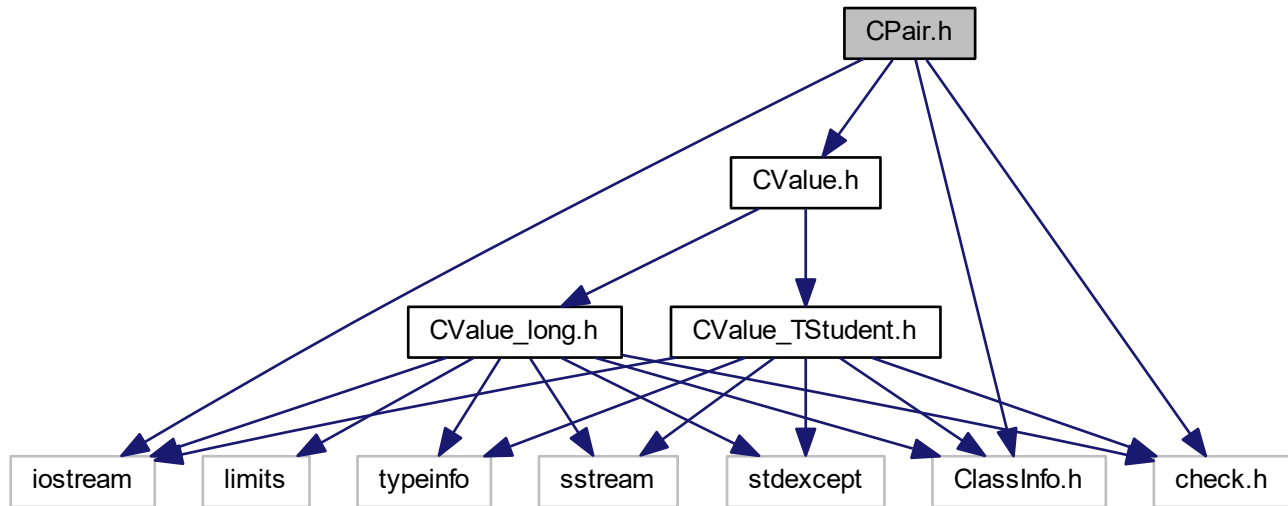 CPair.h
CValue.h
CValue_long.h
CValue_TStudent.h
iostream
limits
typeinfo
sstream
stdexcept
ClassInfo.h
check.h